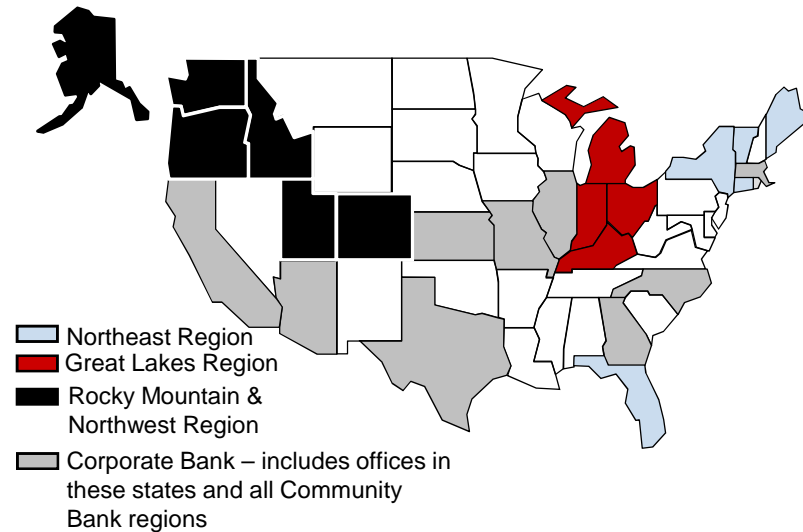 Northeast Region
Great Lakes Region
Rocky Mountain &
Northwest Region
Corporate Bank – includes offices in
these states and all Community
Bank regions